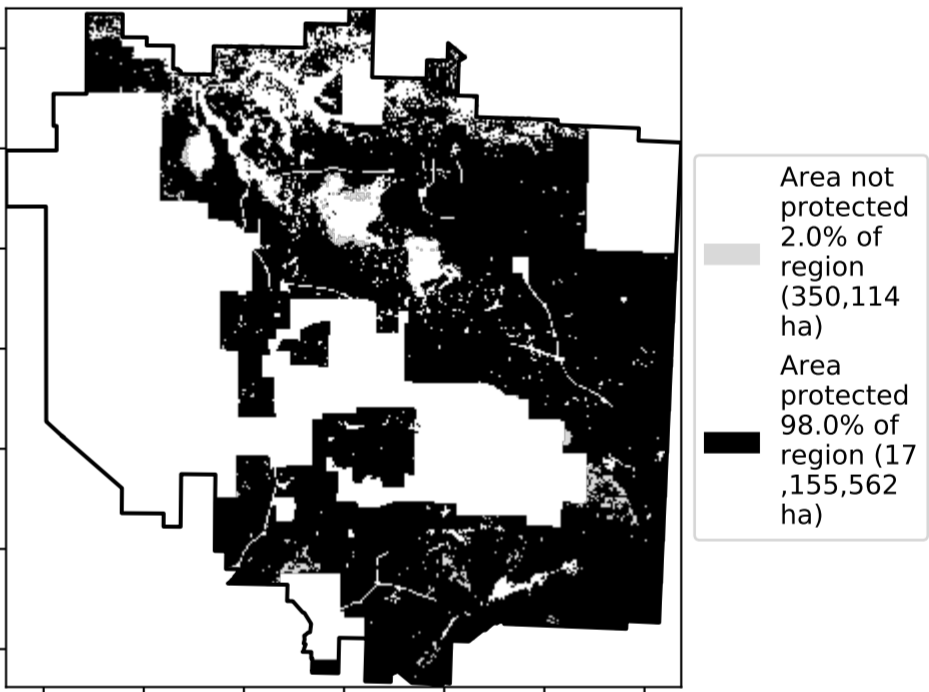 Area not
protected
2.0% of
region
(350,114
ha)
Area
protected
98.0% of
region (17
,155,562
ha)